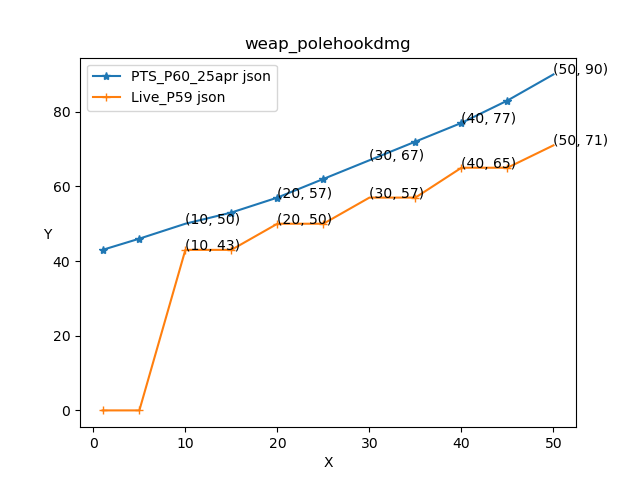 weap_polehookdmg
PTS_P60_25apr json
Live_P59 json
(50, 90)
(40, 77)
(50, 71)
(30, 67)
(40, 65)
(20, 57)
(30, 57)
(10, 50)
(20, 50)
(10, 43)
Y
80
60
40
20
0
0 10 20 30 40 50
X